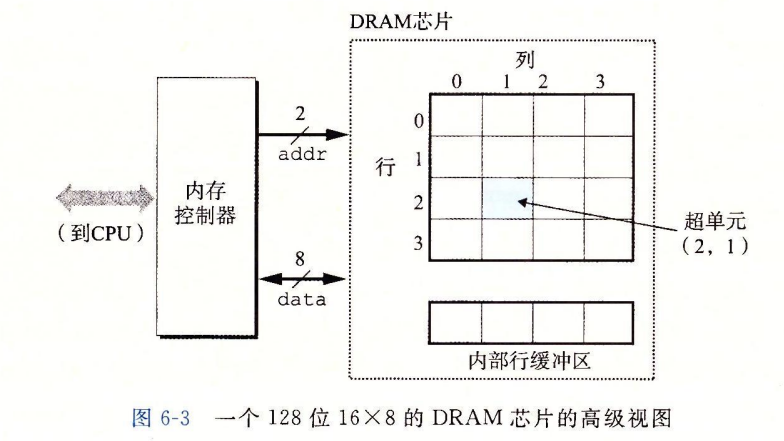 DRAM芯片
列
0 1 2 3
2
addr
0
行 1
2
3
内存
控制器
(到CPU)
超单元
(2, 1)
8
data
内部行缓冲区
图 6-3 一个 128 位 16×8 的 DRAM 芯片的高级视图